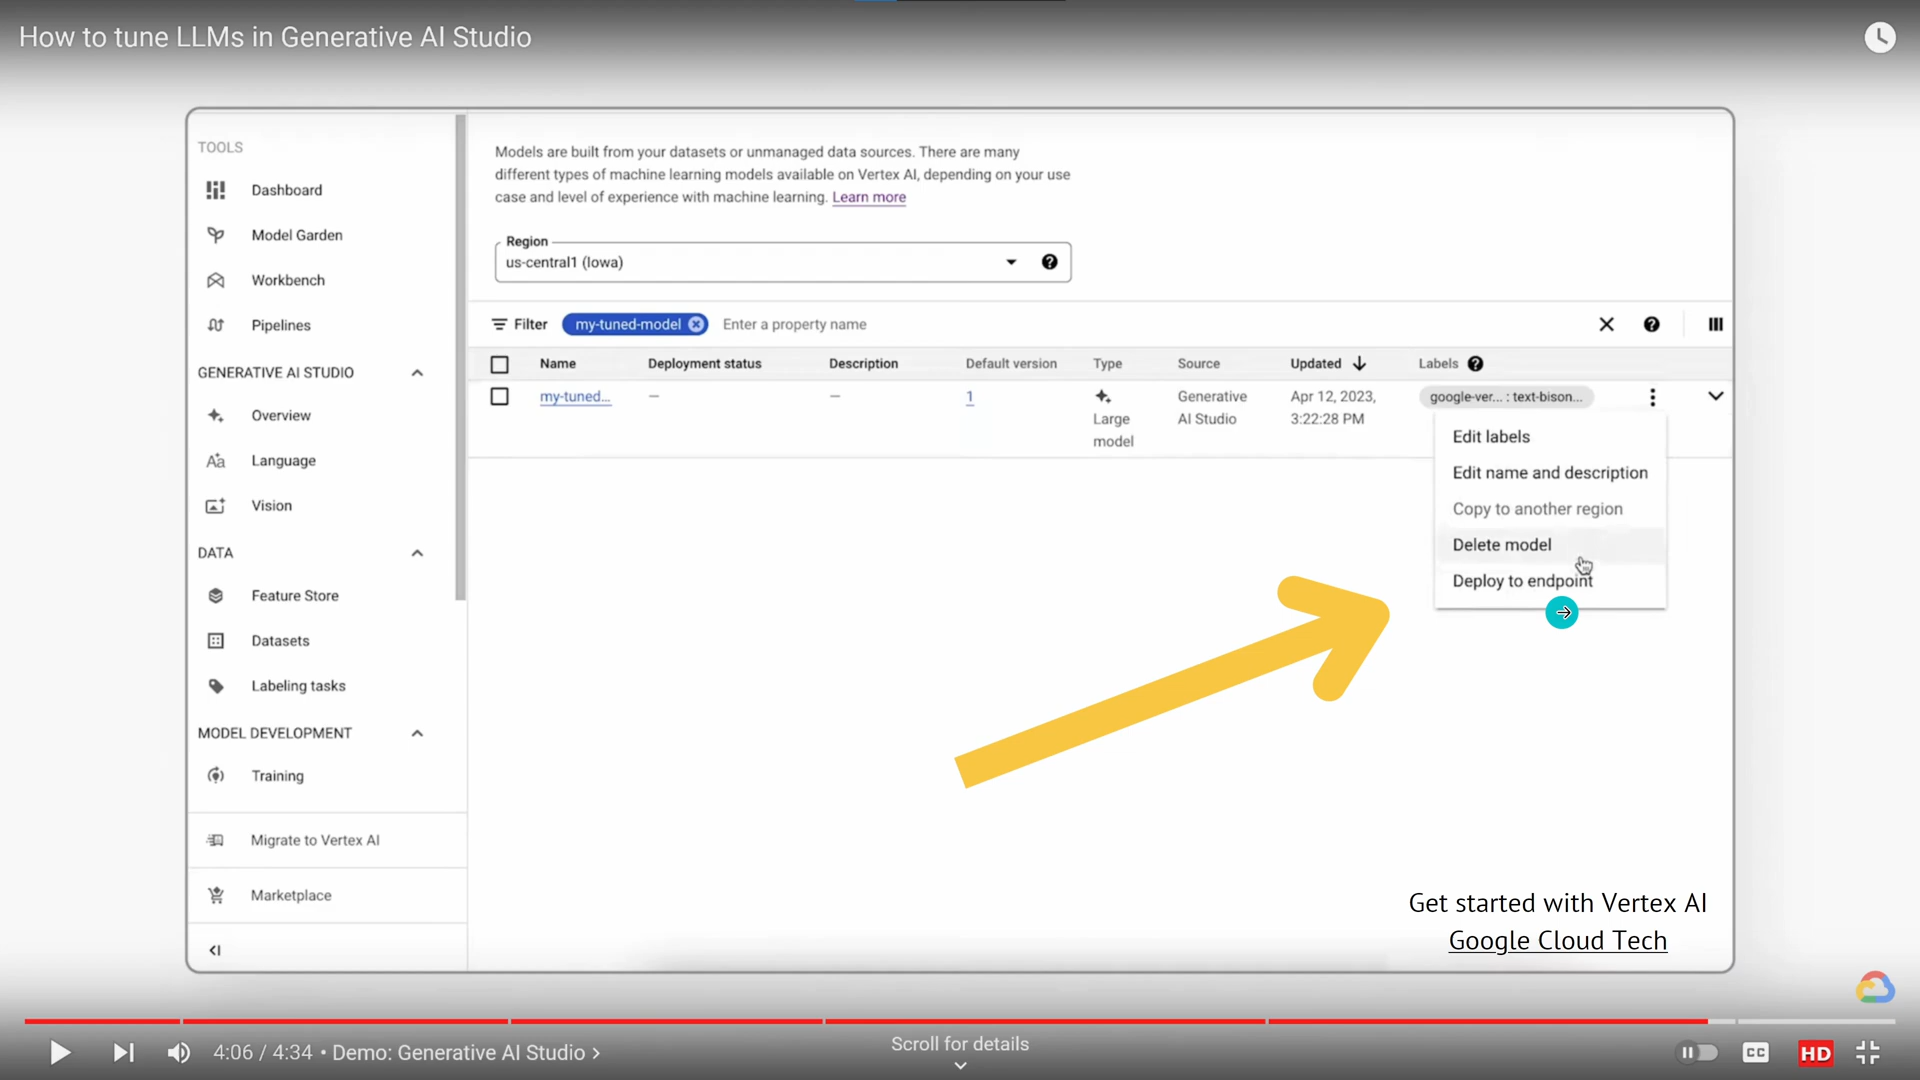 How to tune LLMs in Generative AI Studio
TOOLS
Dashboard
Model Garden
Workbench
Pipelines
GENERATIVE AI STUDIO
Overview
Language
Vision
DATA
Feature Store
Datasets
Labeling tasks
MODEL DEVELOPMENT
Training
Migrate to Vertex AI
Marketplace
Models are built from your datasets or unmanaged data sources. There are many
different types of machine learning models available on Vertex AI, depending on your use
case and level of experience with machine learning. Learn more
Region
us-central1 (Iowa)
Filter my-tuned-model Enter a property name
Name Deployment status Description Default version Type Source Updated Labels
my-tuned... — — 1 Large model Generative AI Studio Apr 12, 2023, 3:22:28 PM google-ver... : text-bison...
Edit labels
Edit name and description
Copy to another region
Delete model
Deploy to endpoint
Get started with Vertex AI
Google Cloud Tech
4:06 / 4:34 • Demo: Generative AI Studio
Scroll for details
CC
HD